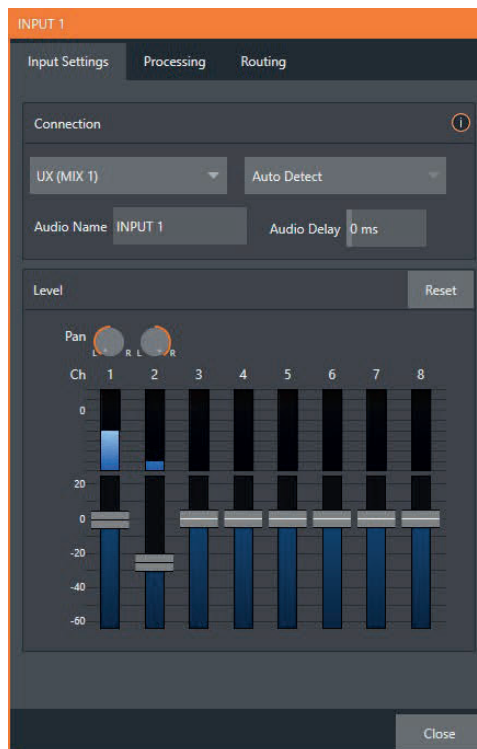 INPUT 1
Input Settings Processing Routing
Connection
UX (MIX 1) Auto Detect
Audio Name INPUT 1 Audio Delay 0 ms
Level Reset
Pan L R L R
Ch 1 2 3 4 5 6 7 8
0
20
0
-20
-40
-60
Close